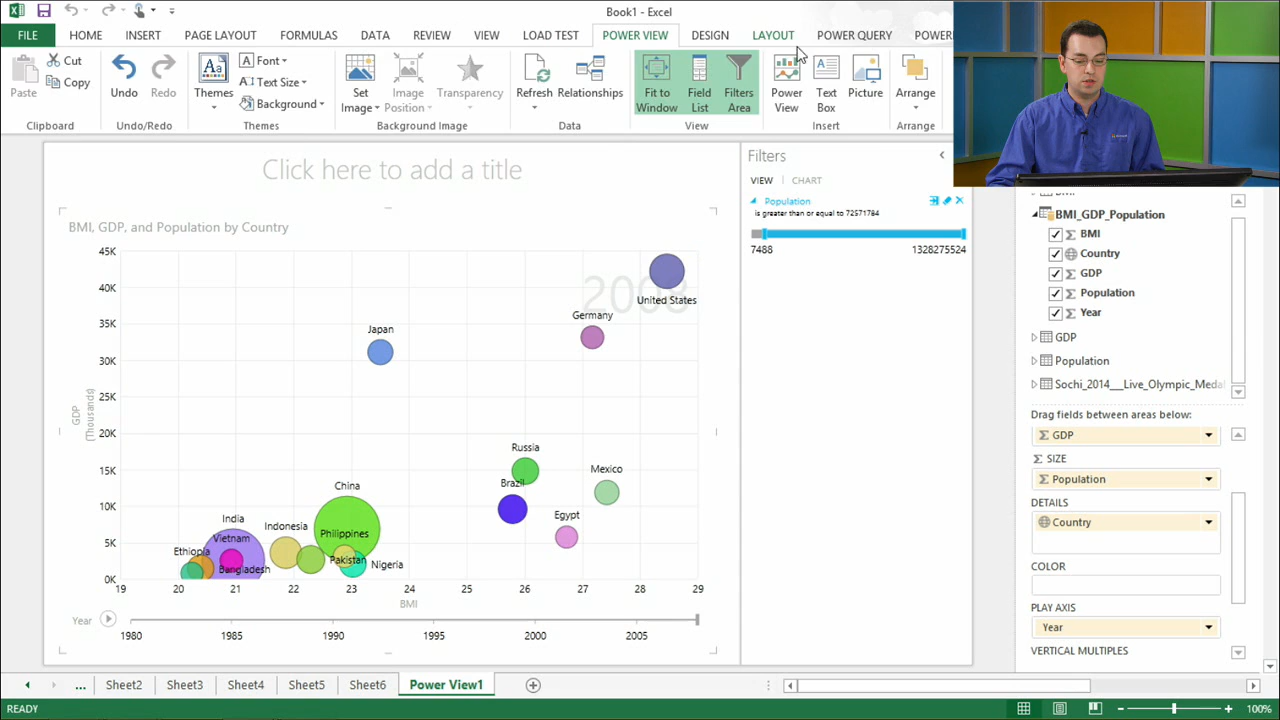 Book1 - Excel
FILE HOME INSERT PAGE LAYOUT FORMULAS DATA REVIEW VIEW LOAD TEST POWER VIEW DESIGN LAYOUT POWER QUERY
Paste Cut Copy
Clipboard
Undo Redo
Undo/Redo
Themes Font Text Size Background
Themes
Set Image Image Position Transparency
Background Image
Refresh Relationships
Data
Fit to Window Field List Filters Area
View
Power View Text Box Picture
Insert
Arrange
Arrange
Click here to add a title
BMI, GDP, and Population by Country
2008
45K
40K
35K
30K
25K
20K
15K
10K
5K
0K
GDP
(Thousands)
United States
Germany
Japan
Russia
Mexico
Brazil
Egypt
China
India
Indonesia
Philippines
Vietnam
Ethiopia
Bangladesh
Pakistan
Nigeria
19 20 21 22 23 24 25 26 27 28 29
BMI
Year
1980 1985 1990 1995 2000 2005
Filters
VIEW | CHART
Population
is greater than or equal to 72571784
7488 1328275524
BMI_GDP_Population
BMI
Country
GDP
Population
Year
GDP
Population
Sochi_2014___Live_Olympic_Meda
Drag fields between areas below:
Σ GDP
Σ SIZE
Σ Population
DETAILS
Country
COLOR
PLAY AXIS
Year
VERTICAL MULTIPLES
... Sheet2 Sheet3 Sheet4 Sheet5 Sheet6 Power View1
READY
100%